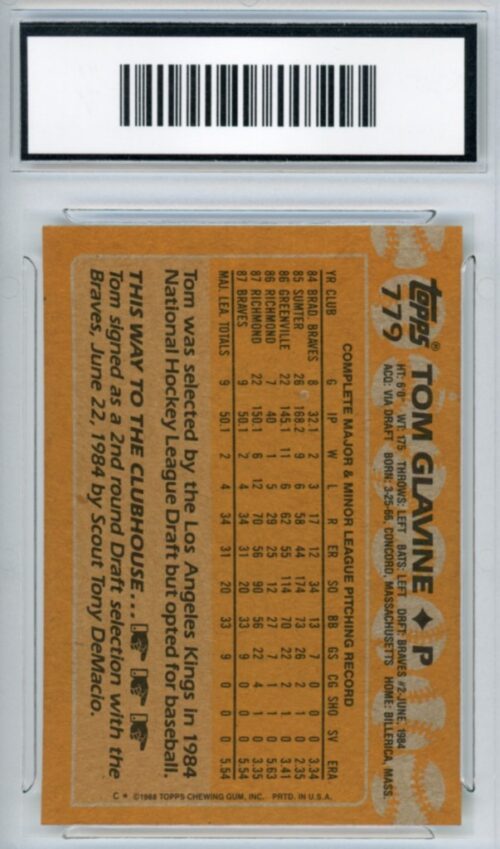 topps®
779
TOM GLAVINE ✦ P
HT: 6'0" WT: 175 THROWS: LEFT BATS: LEFT DRFT: BRAVES #2-JUNE, 1984
ACQ: VIA DRAFT BORN: 3-25-66, CONCORD, MASSACHUSETTS HOME: BILLERICA, MASS.
COMPLETE MAJOR & MINOR LEAGUE PITCHING RECORD
YR CLUB G IP W L R ER SO BB GS CG SHO SV ERA
84 BRAD. BRAVES 8 32.1 2 3 17 12 34 13 7 0 0 0 3.34
85 SUMTER 26 168.2 9 6 58 44 174 73 26 2 1 0 2.35
86 GREENVILLE 22 145.1 11 6 62 55 114 70 22 2 1 0 3.41
86 RICHMOND 7 40 1 5 29 25 12 27 7 1 1 0 5.63
87 RICHMOND 22 150.1 6 12 70 56 90 56 22 4 1 0 3.35
87 BRAVES 9 50.1 2 4 34 31 20 33 9 0 0 0 5.54
MAJ. LEA. TOTALS 9 50.1 2 4 34 31 20 33 9 0 0 0 5.54
Tom was selected by the Los Angeles Kings in 1984
National Hockey League Draft but opted for baseball.
THIS WAY TO THE CLUBHOUSE...
Tom signed as a 2nd round Draft selection with the
Braves, June 22, 1984 by Scout Tony DeMacio.
C * ©1988 TOPPS CHEWING GUM, INC. PRTD. IN U.S.A.